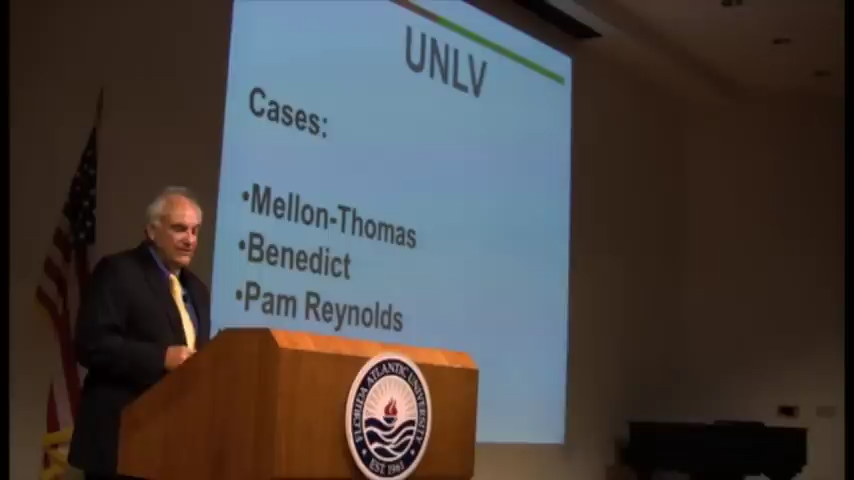 UNLV
Cases:
•Mellon-Thomas
•Benedict
•Pam Reynolds
FLORIDA ATLANTIC UNIVERSITY
EST 1961